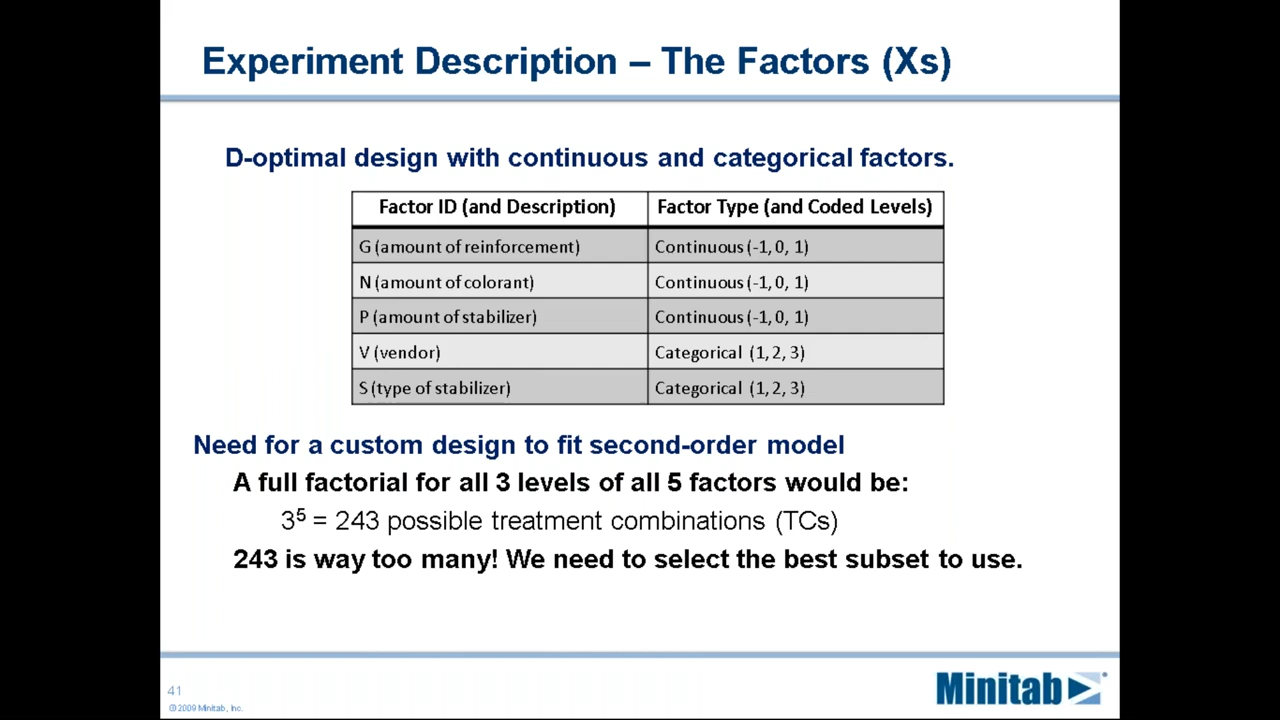 Experiment Description – The Factors (Xs)
D-optimal design with continuous and categorical factors.
Factor ID (and Description) Factor Type (and Coded Levels)
G (amount of reinforcement) Continuous (-1, 0, 1)
N (amount of colorant) Continuous (-1, 0, 1)
P (amount of stabilizer) Continuous (-1, 0, 1)
V (vendor) Categorical (1, 2, 3)
S (type of stabilizer) Categorical (1, 2, 3)
Need for a custom design to fit second-order model
A full factorial for all 3 levels of all 5 factors would be:
3⁵ = 243 possible treatment combinations (TCs)
243 is way too many! We need to select the best subset to use.
41
© 2009 Minitab, Inc.
Minitab